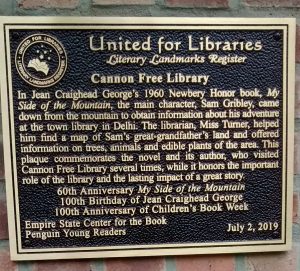 United for Libraries
Literary Landmarks Register
Cannon Free Library
In Jean Craighead George's 1960 Newbery Honor book, My
Side of the Mountain, the main character, Sam Gribley, came
down from the mountain to obtain information about his adventure
at the town library in Delhi. The librarian, Miss Turner, helped
him find a map of Sam's great-grandfather's land and offered
information on trees, animals and edible plants of the area. This
plaque commemorates the novel and its author, who visited
Cannon Free Library several times, while it honors the important
role of the library and the lasting impact of a great story
60th Anniversary My Side of the Mountain
100th Birthday of Jean Craighead George
100th Anniversary of Children's Book Week
Empire State Center for the Book
Penguin Young Readers
July 2, 2019